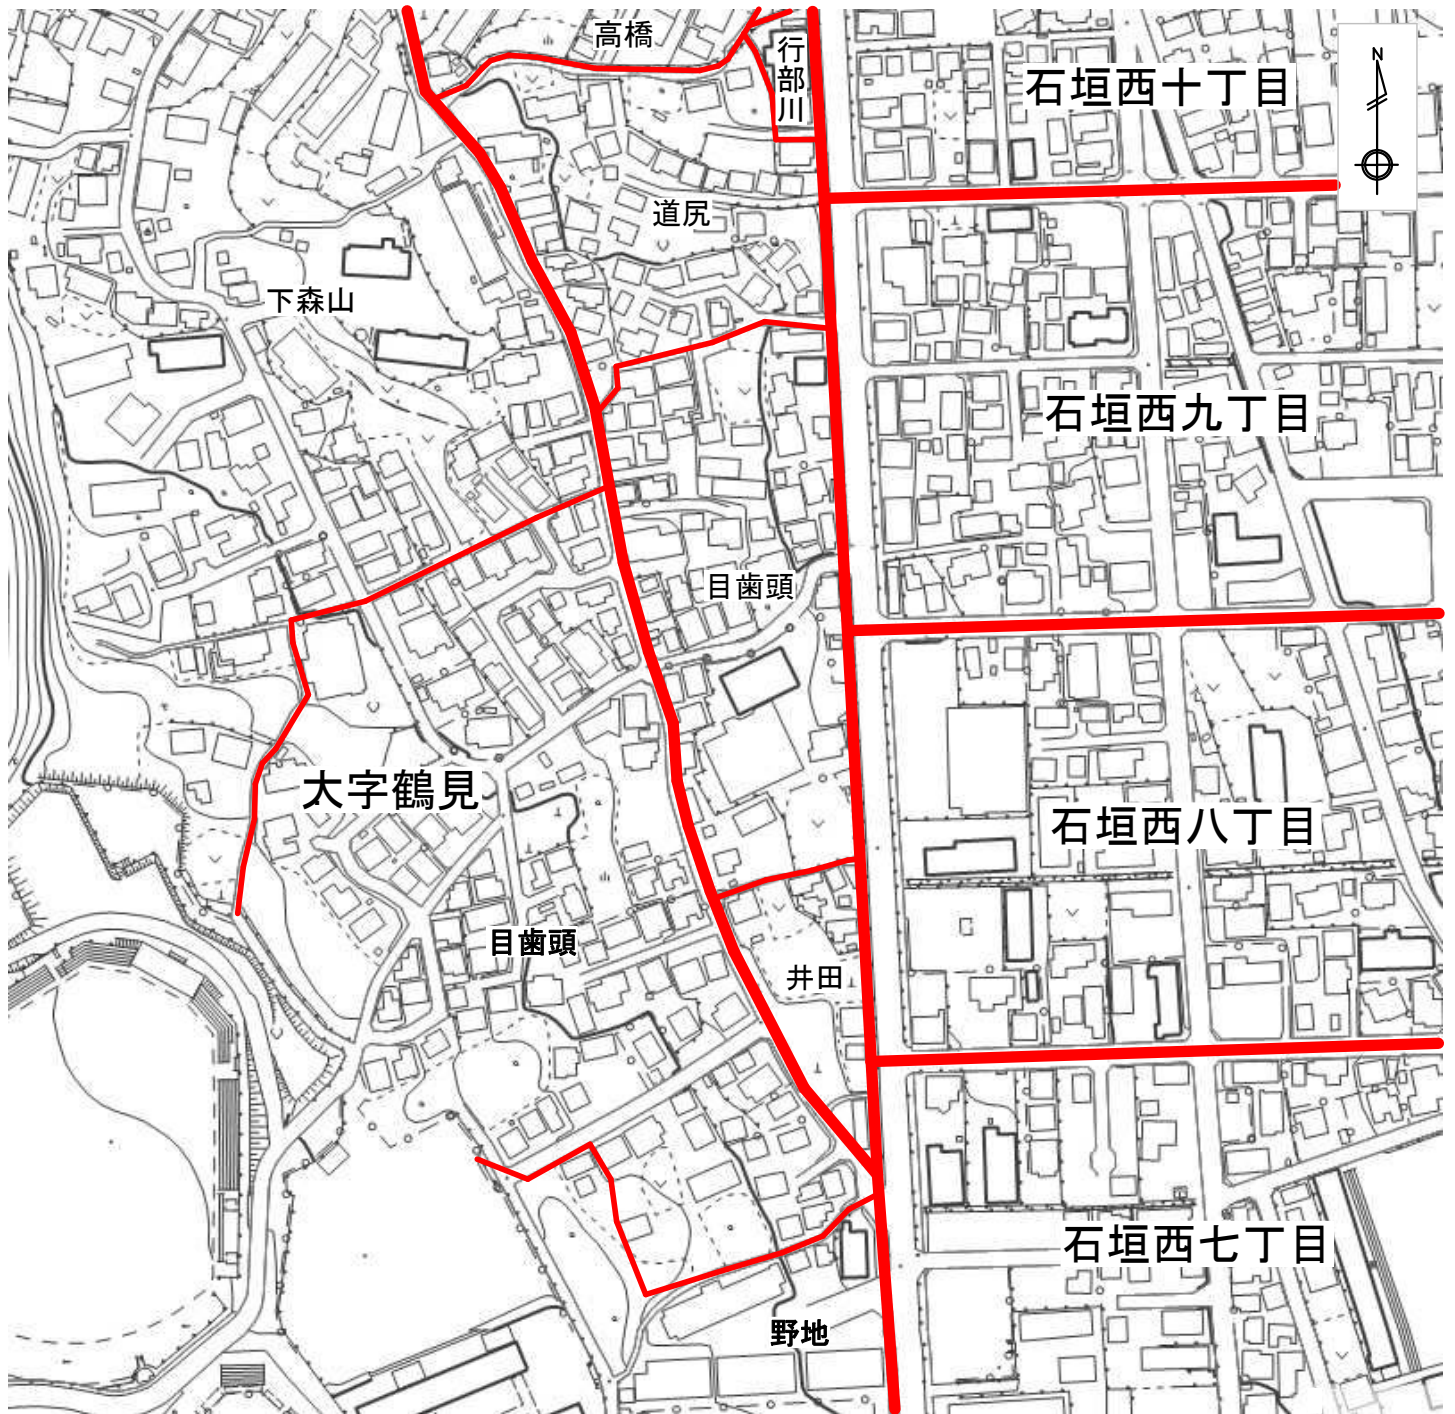 高橋
行部川
石垣西十丁目
N
道尻
下森山
石垣西九丁目
目歯頭
大字鶴見
石垣西八丁目
目歯頭
井田
石垣西七丁目
野地